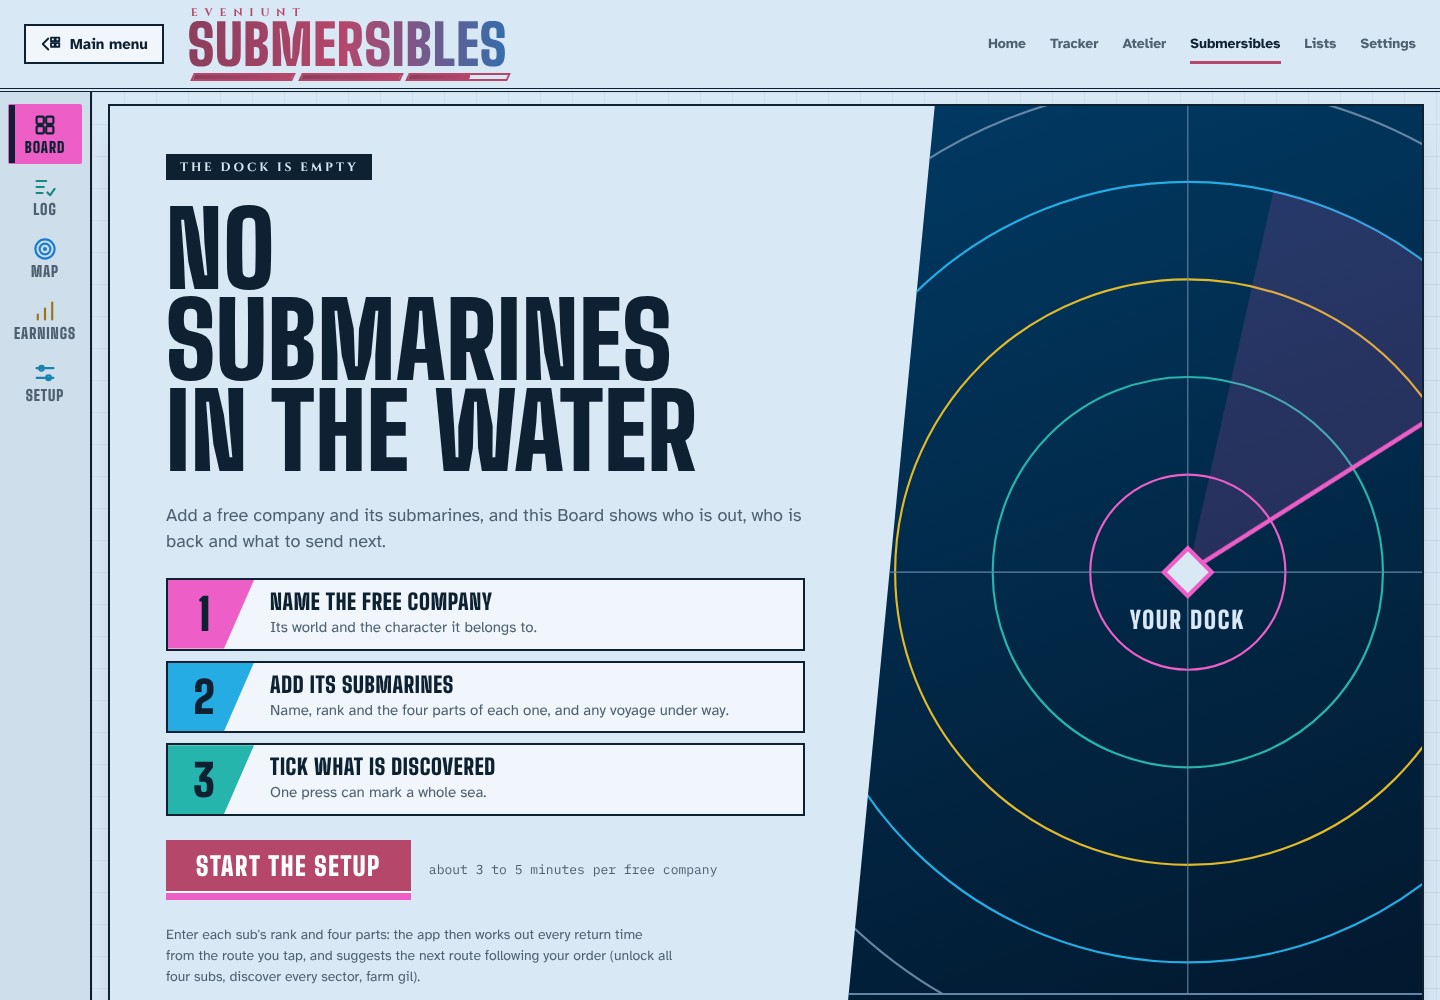 Main menu
EVENIUNT
SUBMERSIBLES
Home
Tracker
Atelier
Submersibles
Lists
Settings
BOARD
LOG
MAP
EARNINGS
SETUP
THE DOCK IS EMPTY
NO
SUBMARINES
IN THE WATER
Add a free company and its submarines, and this Board shows who is out, who is
back and what to send next.
1
NAME THE FREE COMPANY
Its world and the character it belongs to.
2
ADD ITS SUBMARINES
Name, rank and the four parts of each one, and any voyage under way.
3
TICK WHAT IS DISCOVERED
One press can mark a whole sea.
START THE SETUP
about 3 to 5 minutes per free company
Enter each sub's rank and four parts: the app then works out every return time
from the route you tap, and suggests the next route following your order (unlock all
four subs, discover every sector, farm gil).
YOUR DOCK